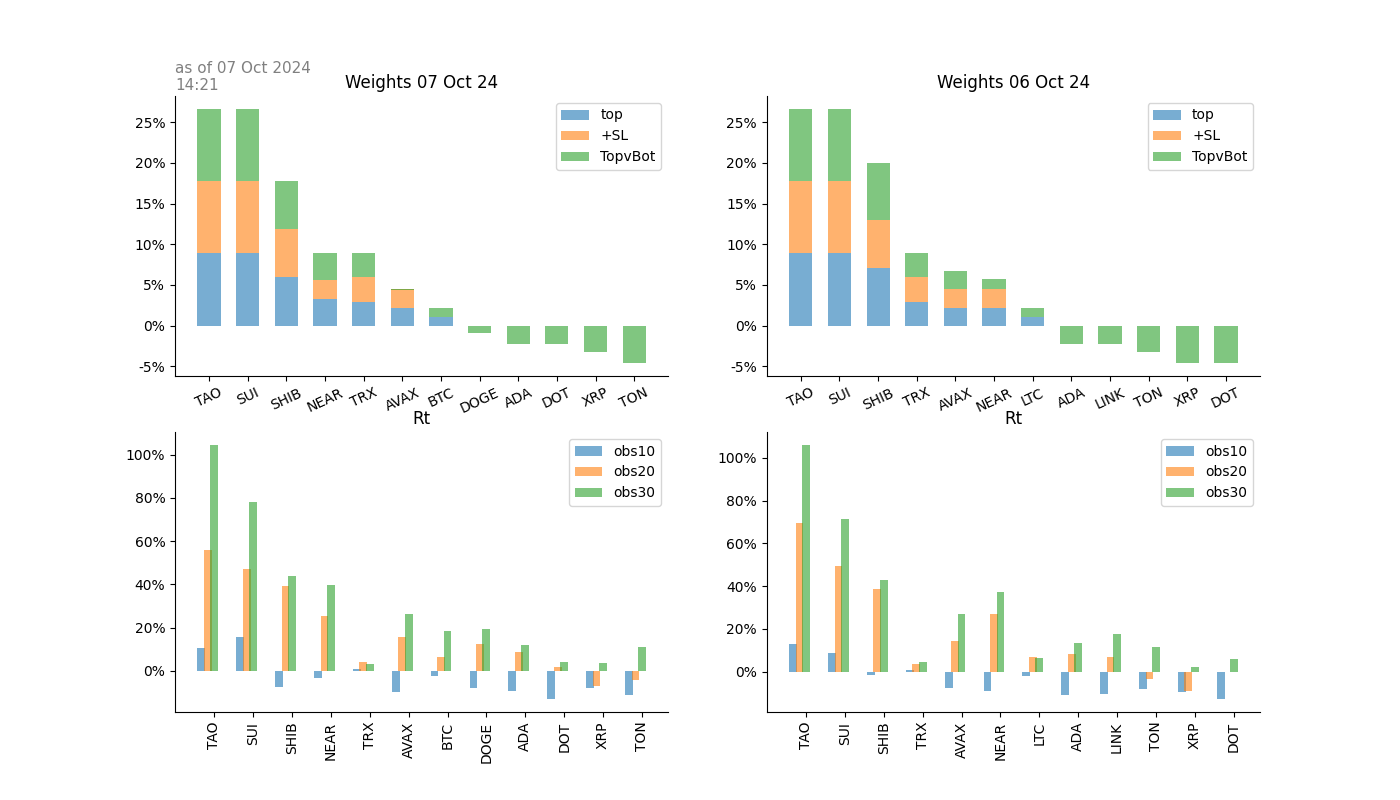 as of 07 Oct 2024
14:21
Weights 07 Oct 24
25%
20%
15%
10%
5%
0%
-5%
top
+SL
TopvBot
TAO SUI SHIB NEAR TRX AVAX BTC DOGE ADA DOT XRP TON
Weights 06 Oct 24
25%
20%
15%
10%
5%
0%
-5%
top
+SL
TopvBot
TAO SUI SHIB TRX AVAX NEAR LTC ADA LINK TON XRP DOT
Rt
100%
80%
60%
40%
20%
0%
obs10
obs20
obs30
TAO SUI SHIB NEAR TRX AVAX BTC DOGE ADA DOT XRP TON
Rt
100%
80%
60%
40%
20%
0%
obs10
obs20
obs30
TAO SUI SHIB TRX AVAX NEAR LTC ADA LINK TON XRP DOT